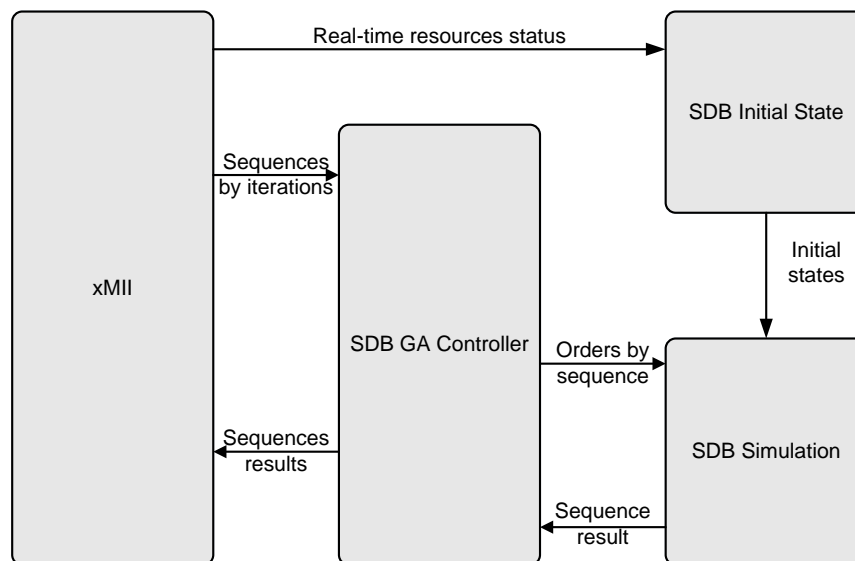 Real-time resources status
SDB Initial State
Sequences
by iterations
Initial
states
xMII
SDB GA Controller
Orders by
sequence
Sequences
results
SDB Simulation
Sequence
result